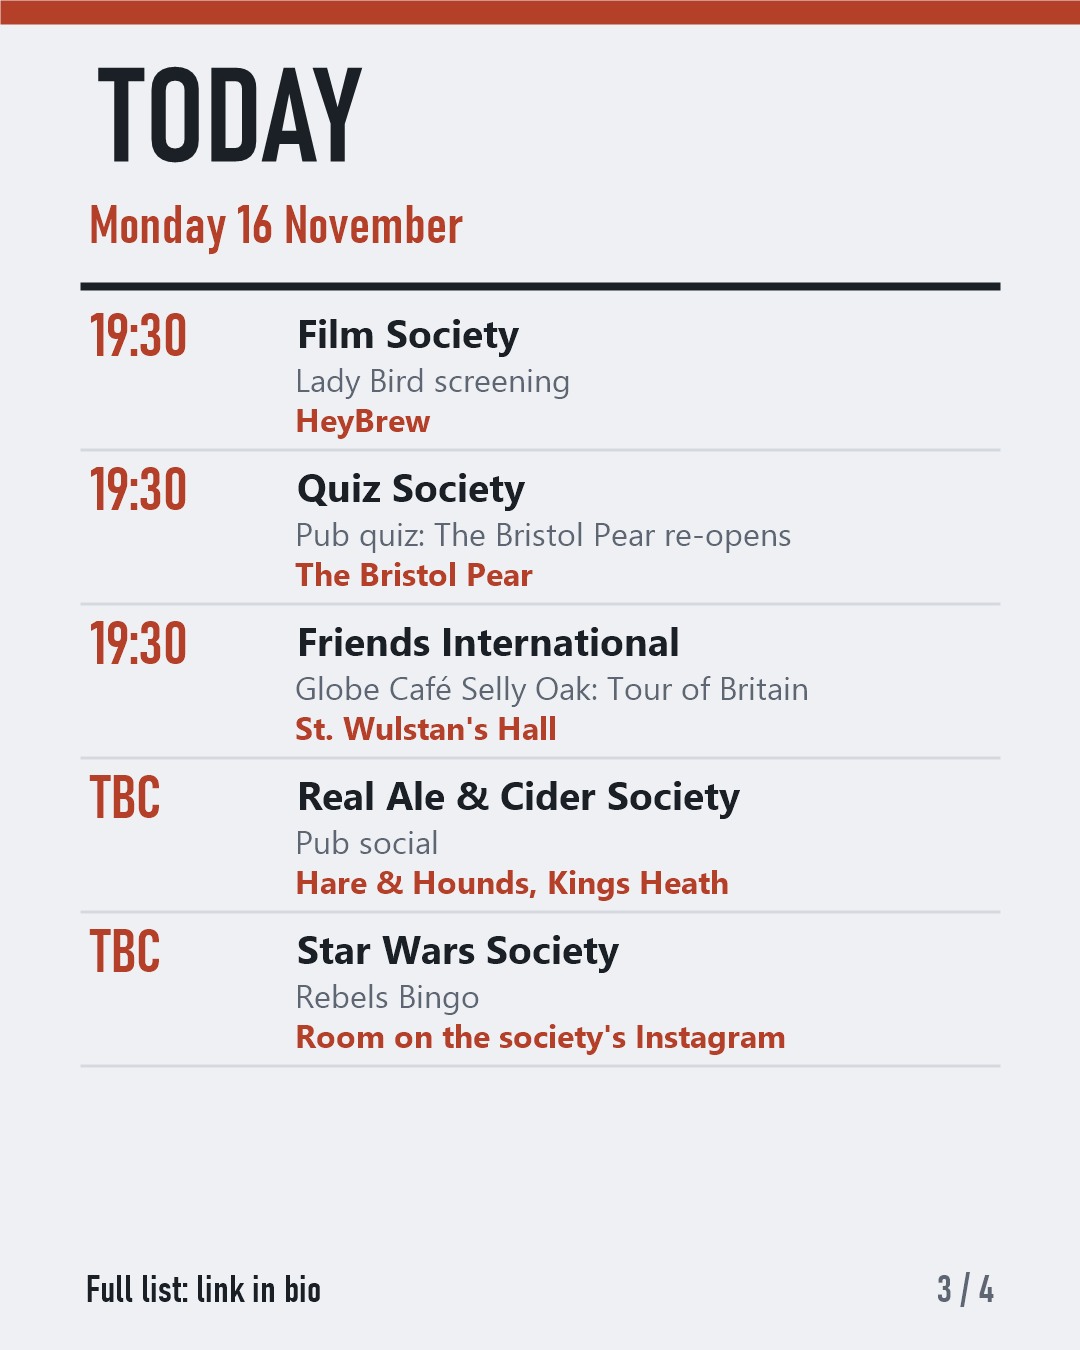 TODAY
Monday 16 November
19:30
Film Society
Lady Bird screening
HeyBrew
19:30
Quiz Society
Pub quiz: The Bristol Pear re-opens
The Bristol Pear
19:30
Friends International
Globe Café Selly Oak: Tour of Britain
St. Wulstan's Hall
TBC
Real Ale & Cider Society
Pub social
Hare & Hounds, Kings Heath
TBC
Star Wars Society
Rebels Bingo
Room on the society's Instagram
Full list: link in bio
3 / 4